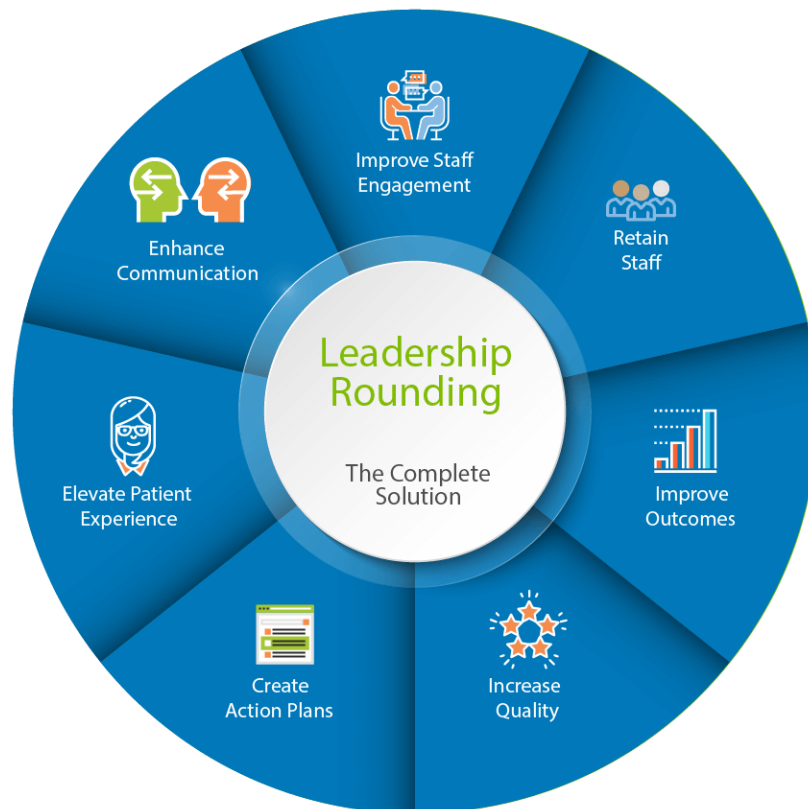 Improve Staff
Engagement
Retain
Staff
Improve
Outcomes
Increase
Quality
Create
Action Plans
Elevate Patient
Experience
Enhance
Communication
Leadership
Rounding
The Complete
Solution